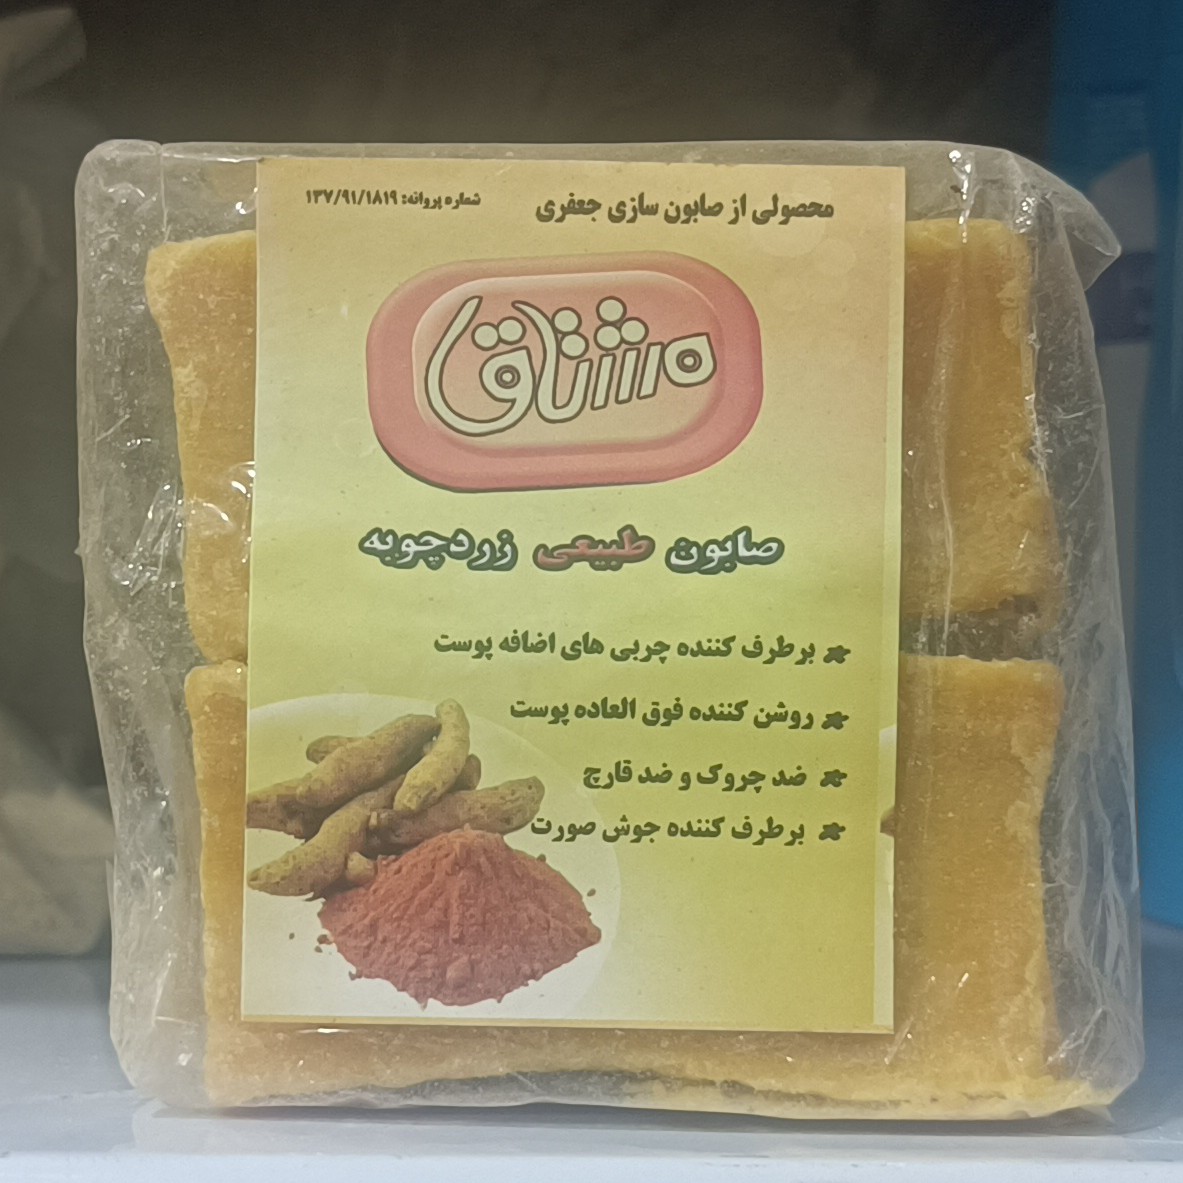 محصولی از صابون سازی جعفری
شماره پروانه: ۱۳۷/۹۱/۱۸۱۹
مشتاق
صابون طبیعی زردچوبه
برطرف کننده چربی های اضافه پوست
روشن کننده فوق العاده پوست
ضد چروک و ضد قارچ
برطرف کننده جوش صورت